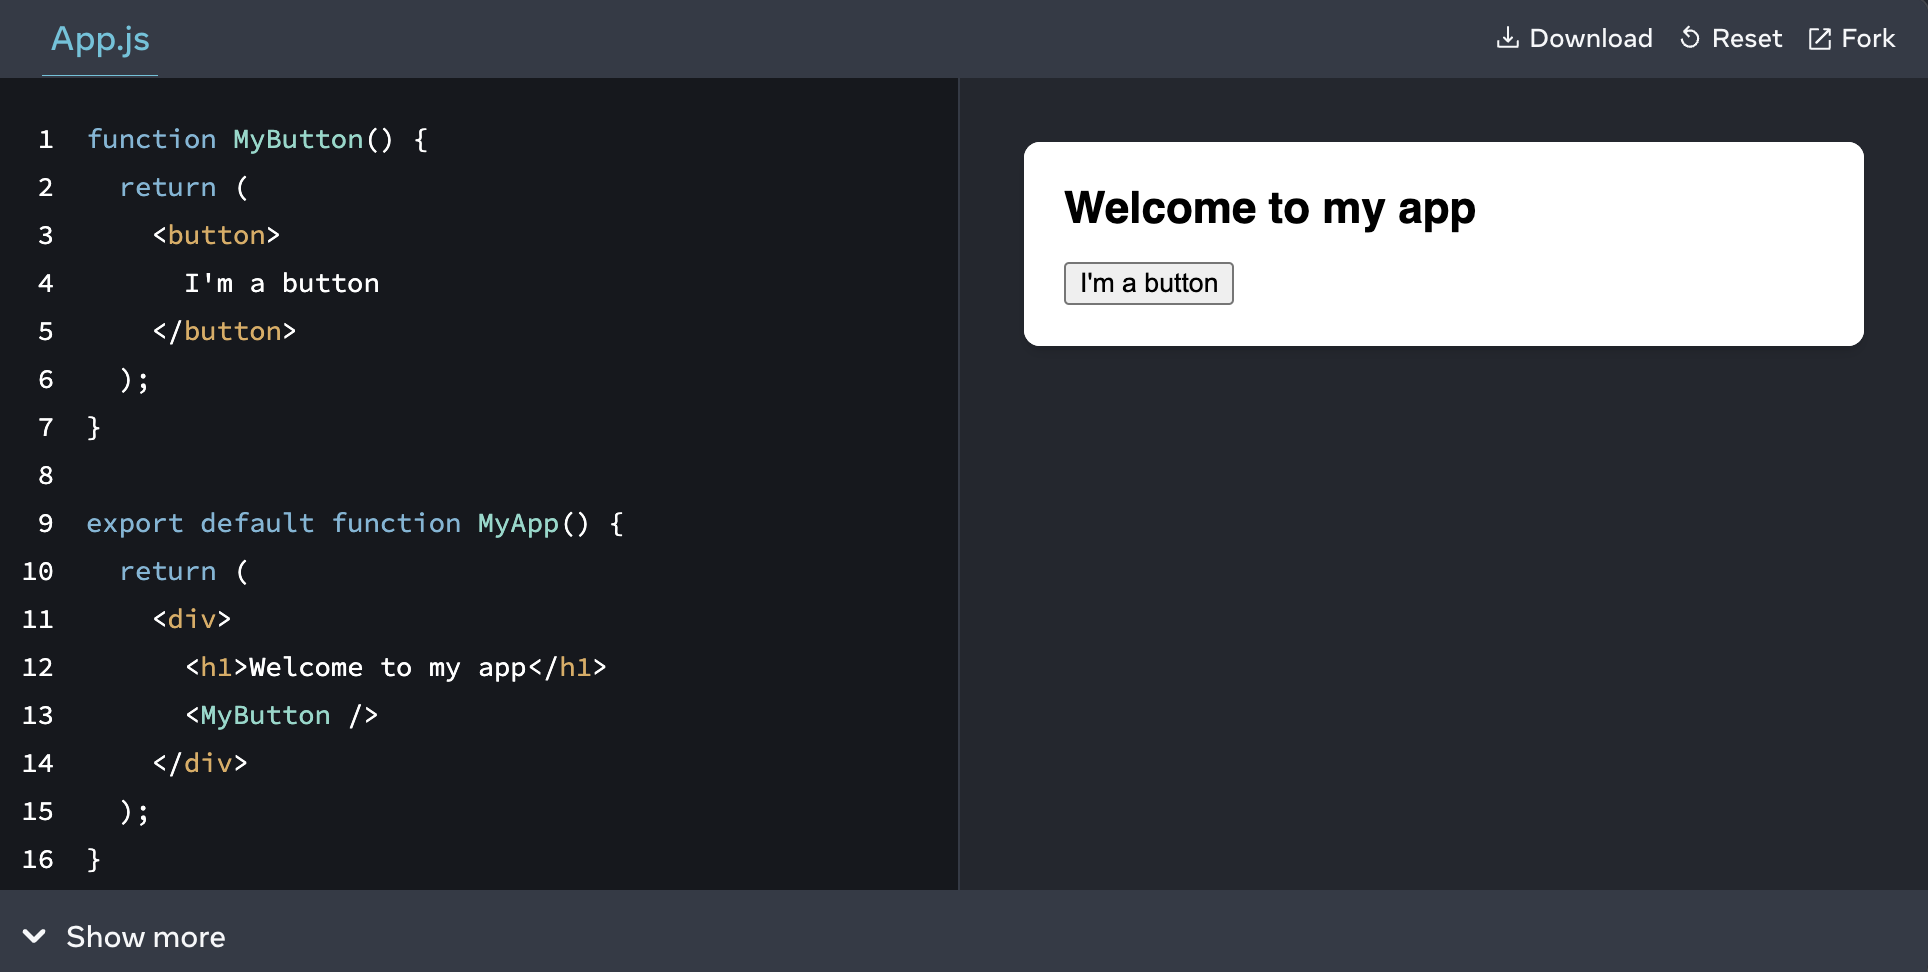 App.js
Download Reset Fork
1 function MyButton() {
2   return (
3     <button>
4       I'm a button
5     </button>
6   );
7 }
8
9 export default function MyApp() {
10   return (
11     <div>
12       <h1>Welcome to my app</h1>
13       <MyButton />
14     </div>
15   );
16 }
Welcome to my app
I'm a button
Show more